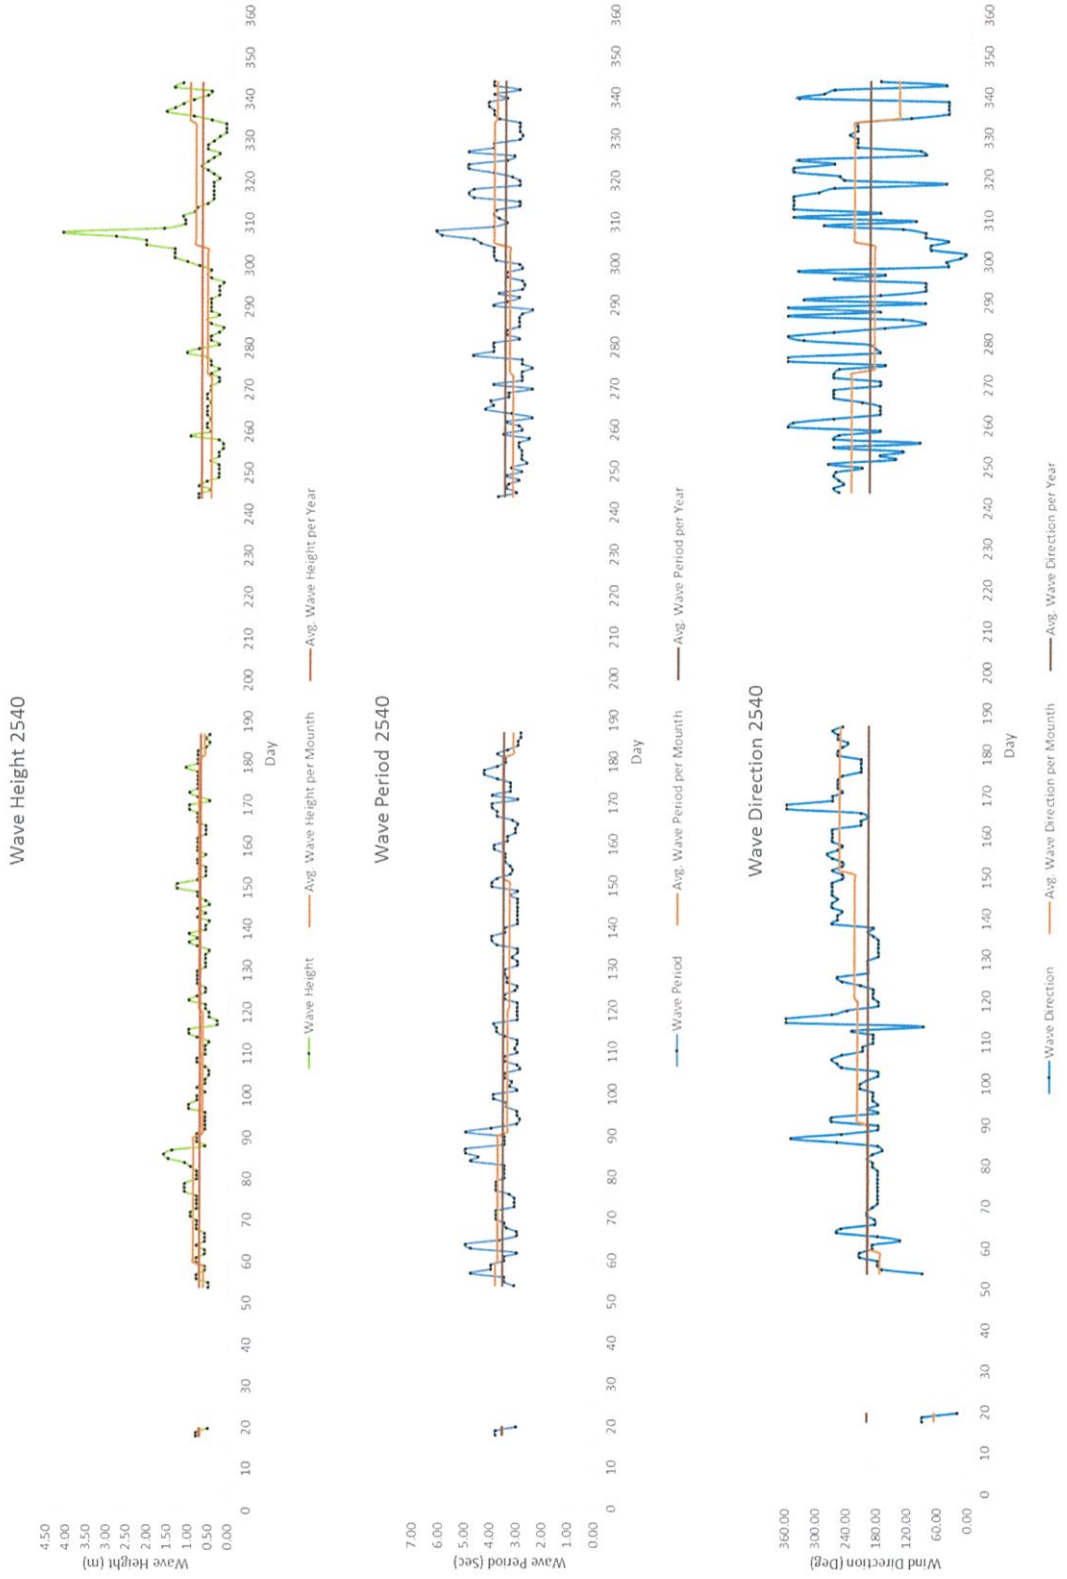 Wave Height 2540
Wave Height (m)
4.50
4.00
3.50
3.00
2.50
2.00
1.50
1.00
0.50
0.00
0 10 20 30 40 50 60 70 80 90 100 110 120 130 140 150 160 170 180 190 200 210 220 230 240 250 260 270 280 290 300 310 320 330 340 350 360
Day
Wave Height Avg. Wave Height per Mounth Avg. Wave Height per Year
Wave Period 2540
Wave Period (Sec)
7.00
6.00
5.00
4.00
3.00
2.00
1.00
0.00
0 10 20 30 40 50 60 70 80 90 100 110 120 130 140 150 160 170 180 190 200 210 220 230 240 250 260 270 280 290 300 310 320 330 340 350 360
Day
Wave Period Avg. Wave Period per Mounth Avg. Wave Period per Year
Wave Direction 2540
Wind Direction (Deg)
360.00
300.00
240.00
180.00
120.00
60.00
0.00
0 10 20 30 40 50 60 70 80 90 100 110 120 130 140 150 160 170 180 190 200 210 220 230 240 250 260 270 280 290 300 310 320 330 340 350 360
Day
Wave Direction Avg. Wave Direction per Mounth Avg. Wave Direction per Year